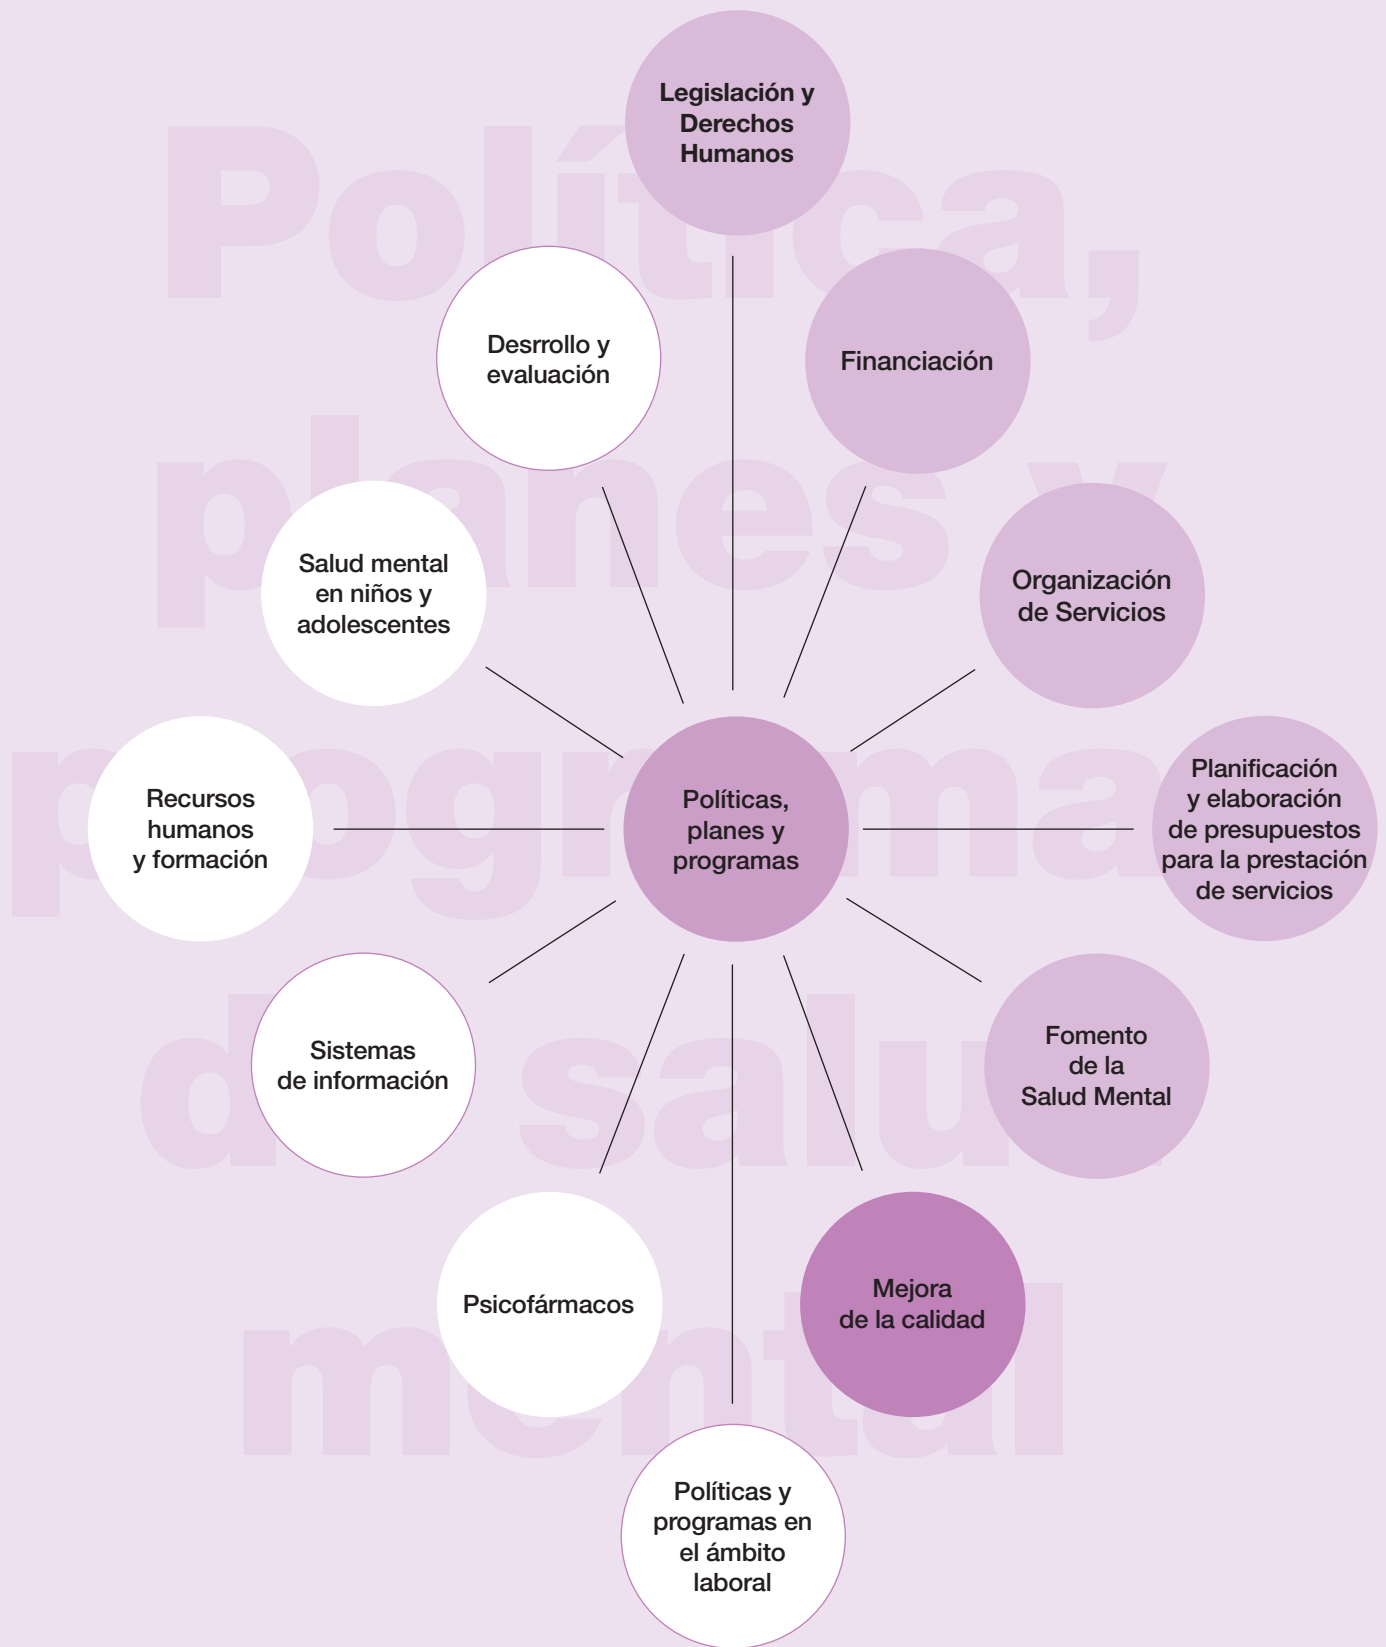 Política,
planes y
programa
de salud
mental
Legislación y
Derechos
Humanos
Desrrollo y
evaluación
Financiación
Salud mental
en niños y
adolescentes
Organización
de Servicios
Recursos
humanos
y formación
Políticas,
planes y
programas
Planificación
y elaboración
de presupuestos
para la prestación
de servicios
Sistemas
de información
Fomento
de la
Salud Mental
Psicofármacos
Mejora
de la calidad
Políticas y
programas en
el ámbito
laboral